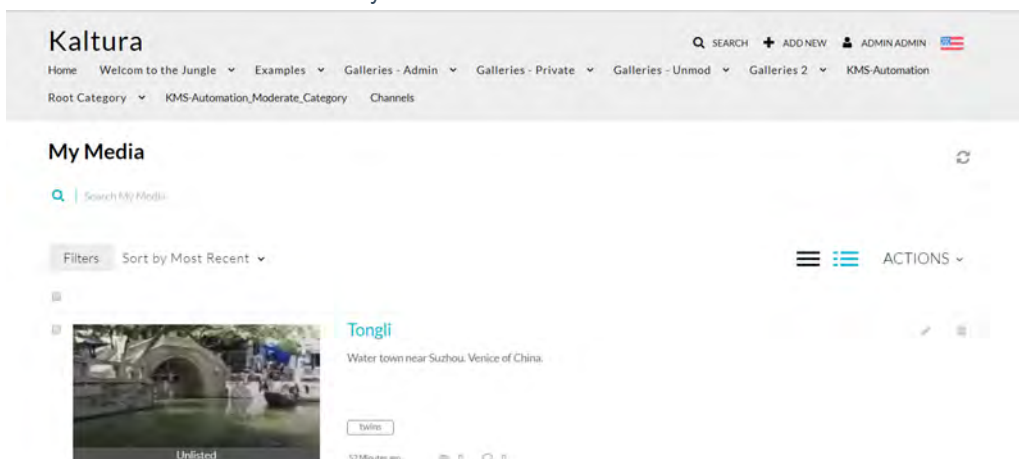 Kaltura
SEARCH ADD NEW ADMIN ADMIN
Home Welcom to the Jungle Examples Galleries - Admin Galleries - Private Galleries - Unmod Galleries 2 KMS-Automation
Root Category KMS-Automation_Moderate_Category Channels
My Media
Search My Media
Filters Sort by Most Recent ACTIONS
Tongli
Water town near Suzhou. Venice of China.
twins
Unlisted